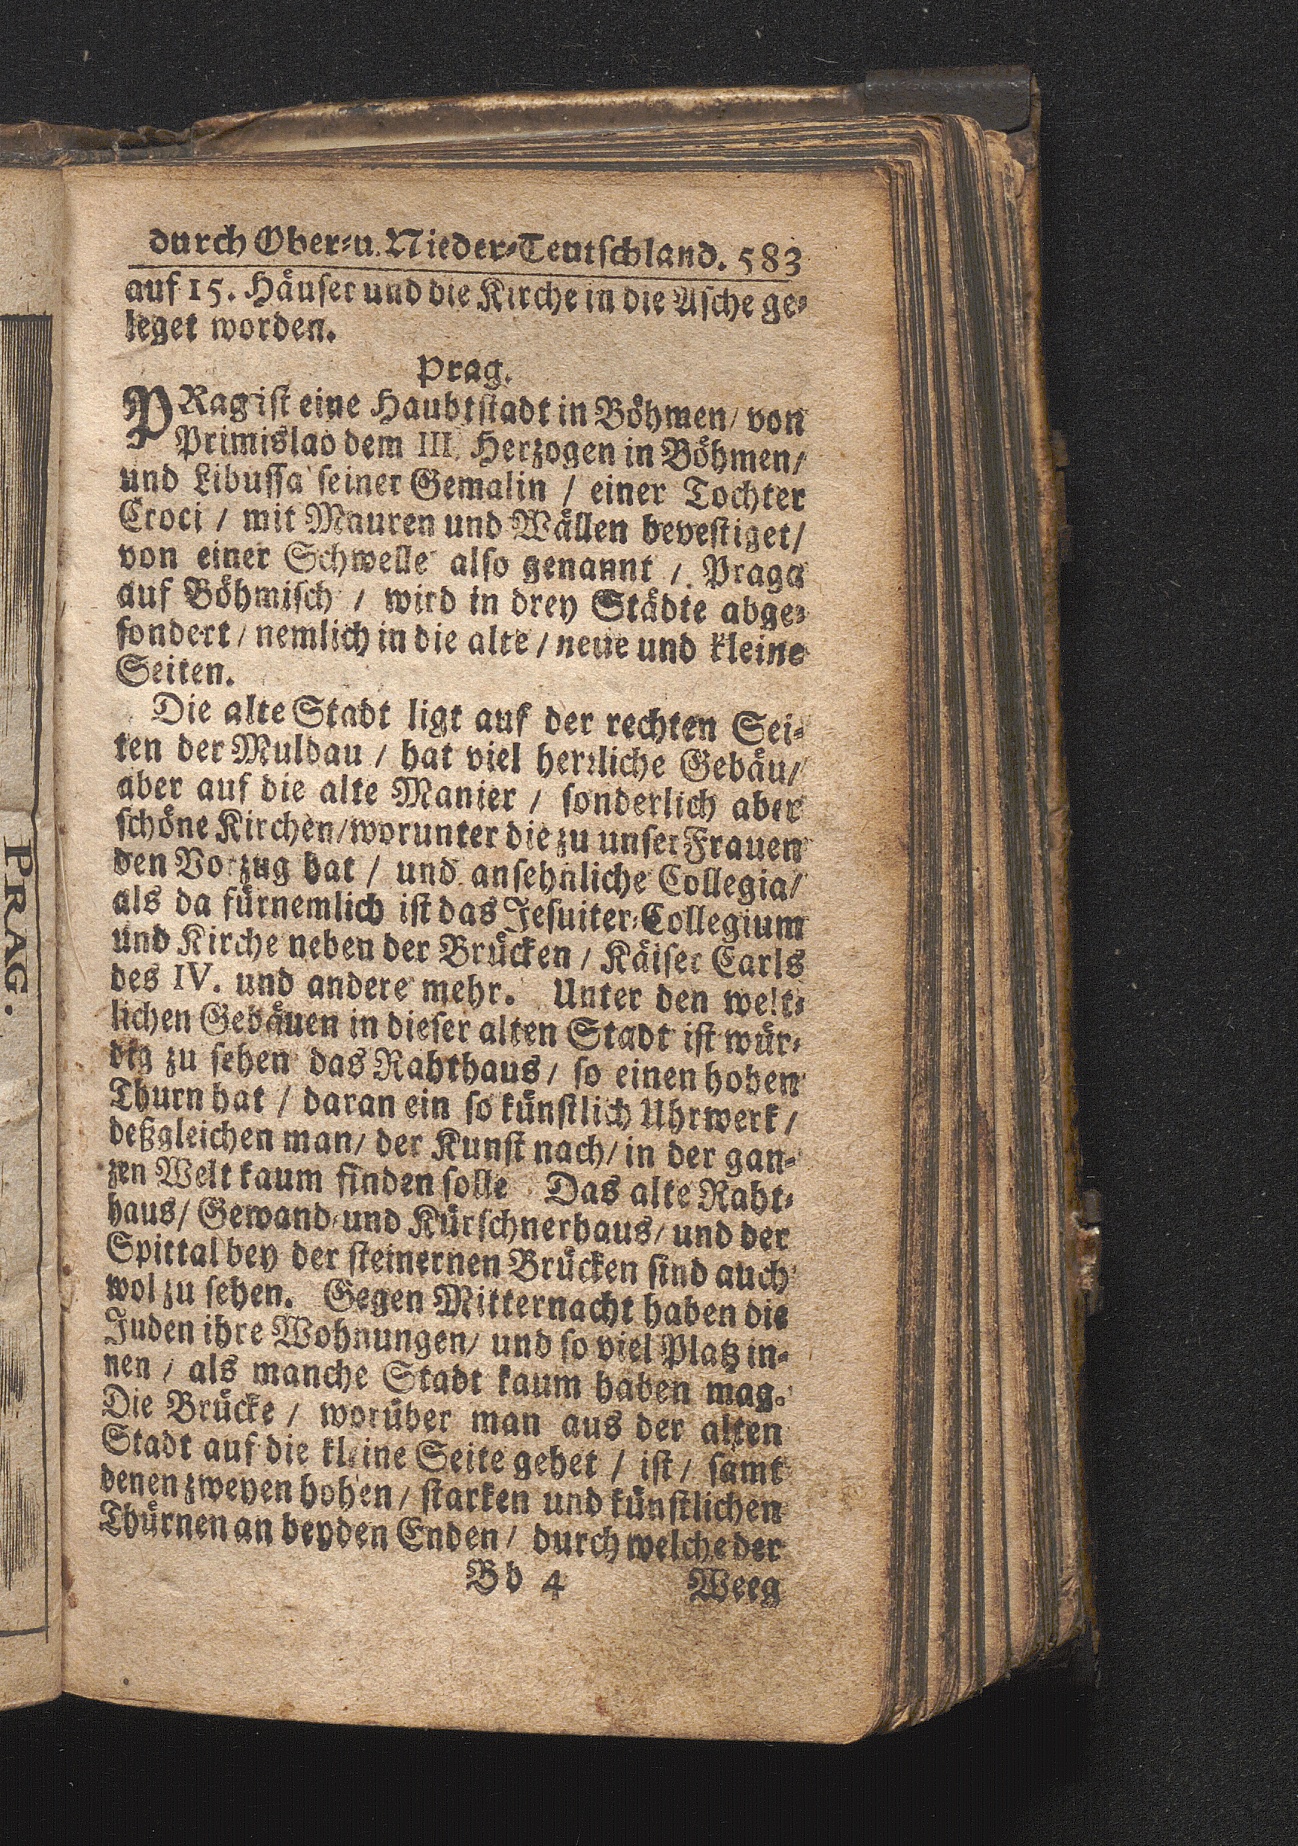 durch Ober-u. Nieder-Teutschland. 583
auf 15. Häuser und die Kirche in die Asche ge-
leget worden.
Prag.
PRag ist eine Haubtstadt in Böhmen / von
Primislao dem III. Herzogen in Böhmen /
und Libussa seiner Gemalin / einer Tochter
Croci / mit Mauren und Wällen bevestiget /
von einer Schwelle also genannt / Praga
auf Böhmisch / wird in drey Städte abge-
sondert / nemlich in die alte / neue und kleine
Seiten.
Die alte Stadt ligt auf der rechten Sei-
ten der Muldau / hat viel herrliche Gebäu /
aber auf die alte Manier / sonderlich aber
schöne Kirchen / worunter die zu unser Frauen
den Vorzug hat / und ansehnliche Collegia /
als da fürnemlich ist das Jesuiter-Collegium
und Kirche neben der Brücken / Käiser Carls
des IV. und andere mehr. Unter den welt-
lichen Gebäuen in dieser alten Stadt ist wür-
dig zu sehen das Rahthaus / so einen hohen
Thurn hat / daran ein so künstlich Uhrwerk /
deßgleichen man / der Kunst nach / in der gan-
zen Welt kaum finden solle Das alte Raht-
haus / Gewand-und Kürschnerhaus / und der
Spittal bey der steinernen Brücken sind auch
wol zu sehen. Gegen Mitternacht haben die
Juden ihre Wohnungen / und so viel Platz in-
nen / als manche Stadt kaum haben mag.
Die Brücke / worüber man aus der alten
Stadt auf die kleine Seite gehet / ist / samt
denen zweyen hohen / starken und künstlichen
Thürnen an beyden Enden / durch welche der
Bb 4 Weeg
PRAG.